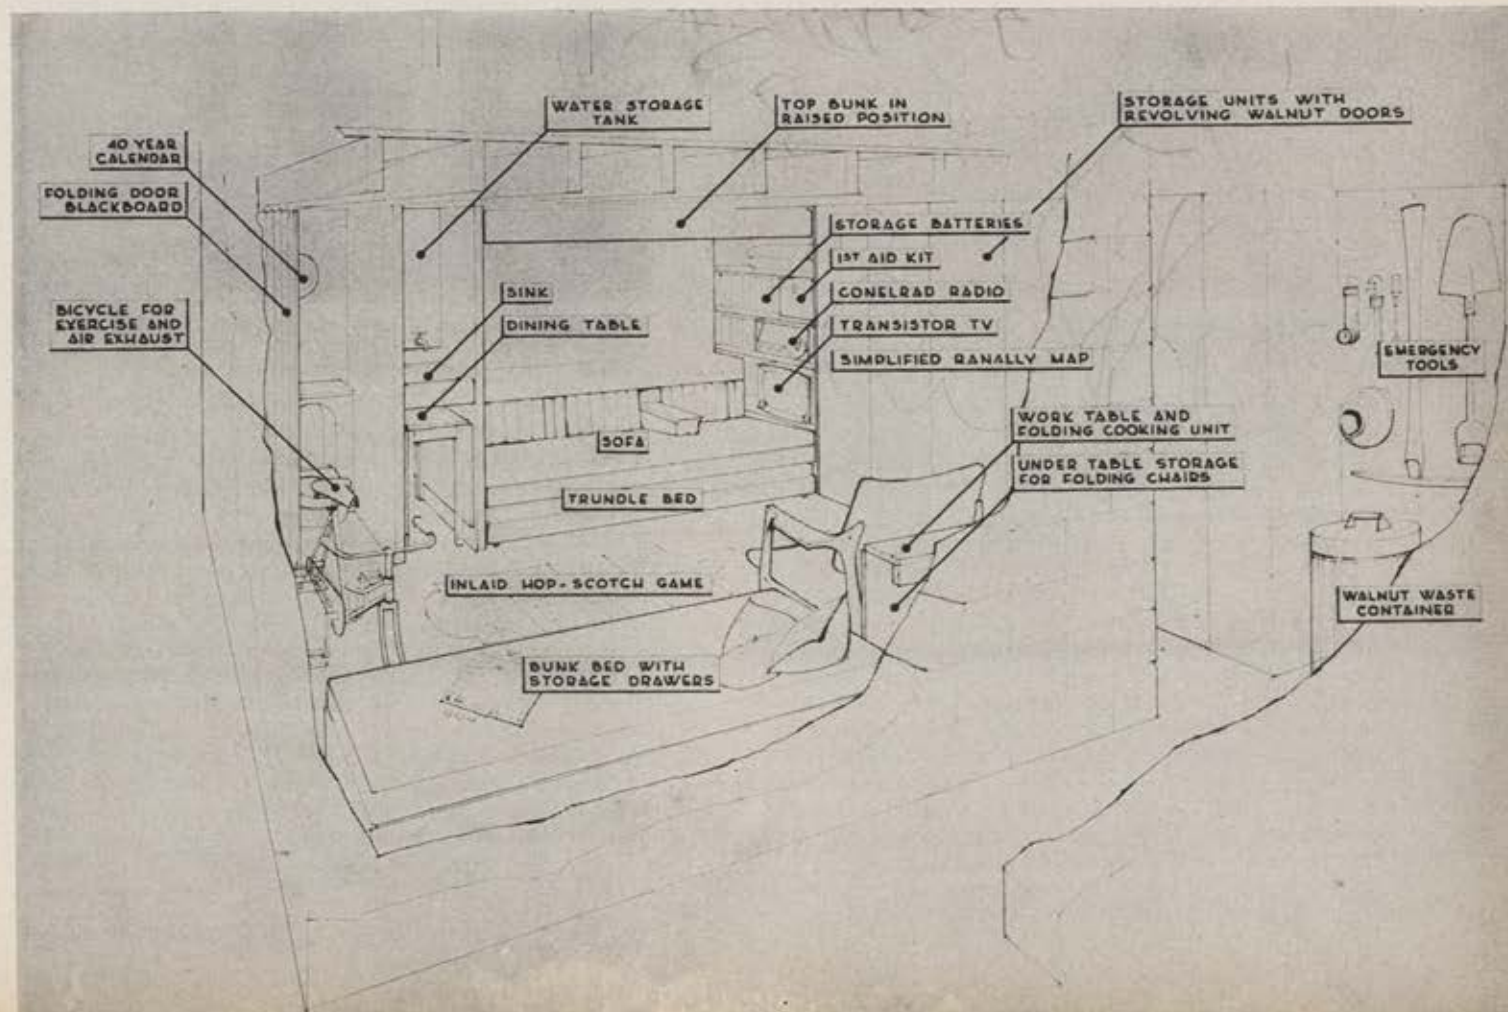 WATER STORAGE
TANK
TOP BUNK IN
RAISED POSITION
STORAGE UNITS WITH
REVOLVING WALNUT DOORS
40 YEAR
CALENDAR
FOLDING DOOR
BLACKBOARD
STORAGE BATTERIES
1ST AID KIT
SINK
CONELRAD RADIO
BICYCLE FOR
EXERCISE AND
AIR EXHAUST
DINING TABLE
TRANSISTOR TV
SIMPLIFIED RANALLY MAP
EMERGENCY
TOOLS
WORK TABLE AND
FOLDING COOKING UNIT
SOFA
UNDER TABLE STORAGE
FOR FOLDING CHAIRS
TRUNDLE BED
INLAID HOP-SCOTCH GAME
WALNUT WASTE
CONTAINER
BUNK BED WITH
STORAGE DRAWERS